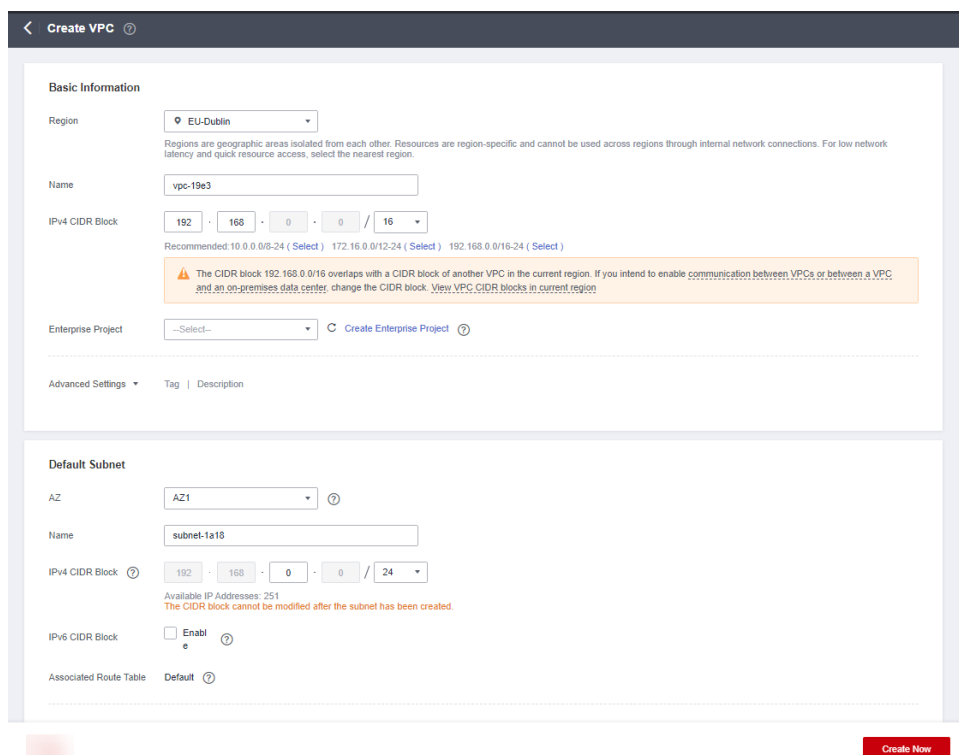 Create VPC ?
Basic Information
Region EU-Dublin
Regions are geographic areas isolated from each other. Resources are region-specific and cannot be used across regions through internal network connections. For low network
latency and quick resource access, select the nearest region.
Name vpc-19e3
IPv4 CIDR Block 192 . 168 . 0 . 0 / 16
Recommended:10.0.0.0/8-24 ( Select ) 172.16.0.0/12-24 ( Select ) 192.168.0.0/16-24 ( Select )
The CIDR block 192.168.0.0/16 overlaps with a CIDR block of another VPC in the current region. If you intend to enable communication between VPCs or between a VPC
and an on-premises data center, change the CIDR block. View VPC CIDR blocks in current region
Enterprise Project --Select-- Create Enterprise Project ?
Advanced Settings Tag | Description
Default Subnet
AZ AZ1 ?
Name subnet-1a18
IPv4 CIDR Block ? 192 . 168 . 0 . 0 / 24
Available IP Addresses: 251
The CIDR block cannot be modified after the subnet has been created.
IPv6 CIDR Block Enabl
e ?
Associated Route Table Default ?
Create Now